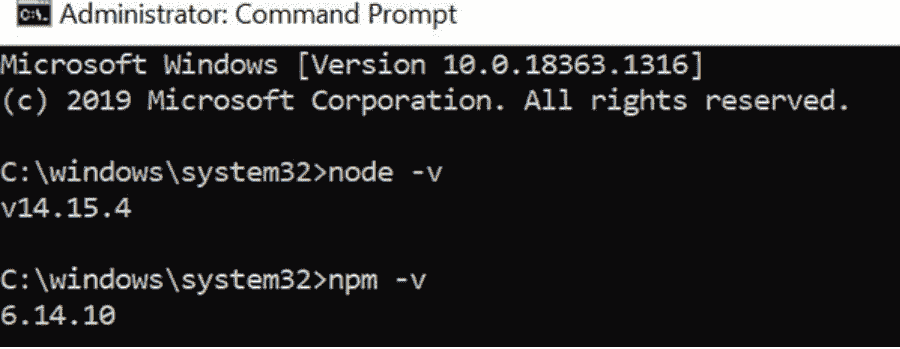 Administrator: Command Prompt
Microsoft Windows [Version 10.0.18363.1316]
(c) 2019 Microsoft Corporation. All rights reserved.
C:\windows\system32>node -v
v14.15.4
C:\windows\system32>npm -v
6.14.10